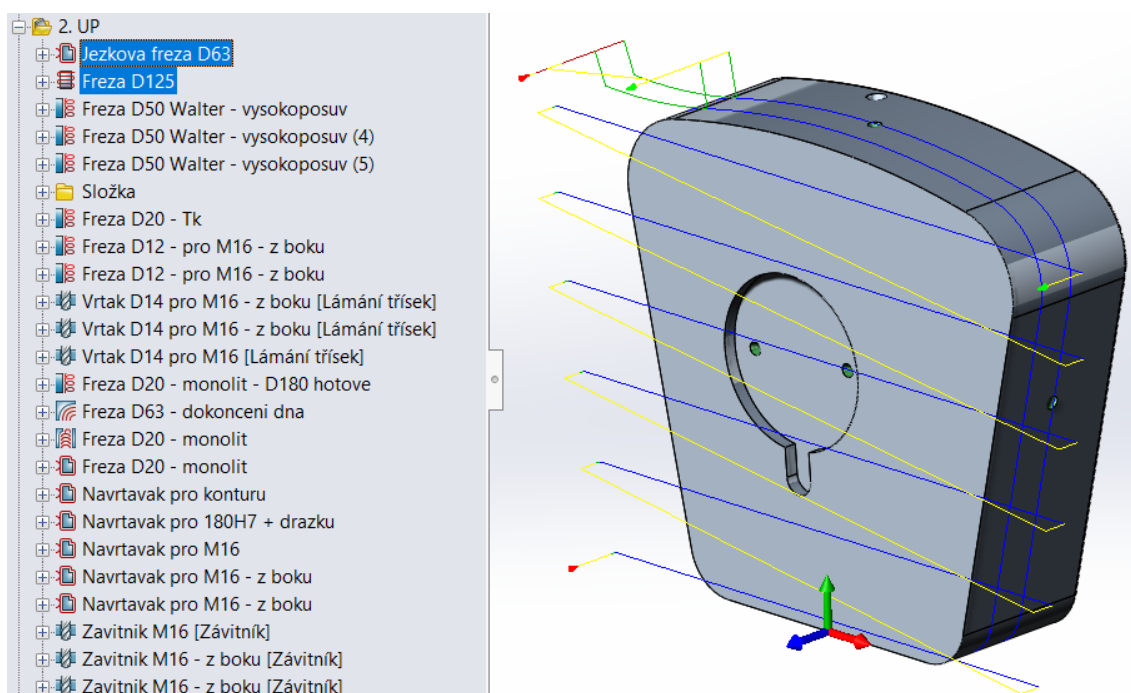 2. UP
Jezkova freza D63
Freza D125
Freza D50 Walter - vysokoposuv
Freza D50 Walter - vysokoposuv (4)
Freza D50 Walter - vysokoposuv (5)
Složka
Freza D20 - Tk
Freza D12 - pro M16 - z boku
Freza D12 - pro M16 - z boku
Vrtak D14 pro M16 - z boku [Lámání třísek]
Vrtak D14 pro M16 - z boku [Lámání třísek]
Vrtak D14 pro M16 [Lámání třísek]
Freza D20 - monolit - D180 hotove
Freza D63 - dokonceni dna
Freza D20 - monolit
Freza D20 - monolit
Navrtavak pro konturu
Navrtavak pro 180H7 + drazku
Navrtavak pro M16
Navrtavak pro M16 - z boku
Navrtavak pro M16 - z boku
Zavitnik M16 [Závitník]
Zavitnik M16 - z boku [Závitník]
Zavitnik M16 - z boku [Závitník]